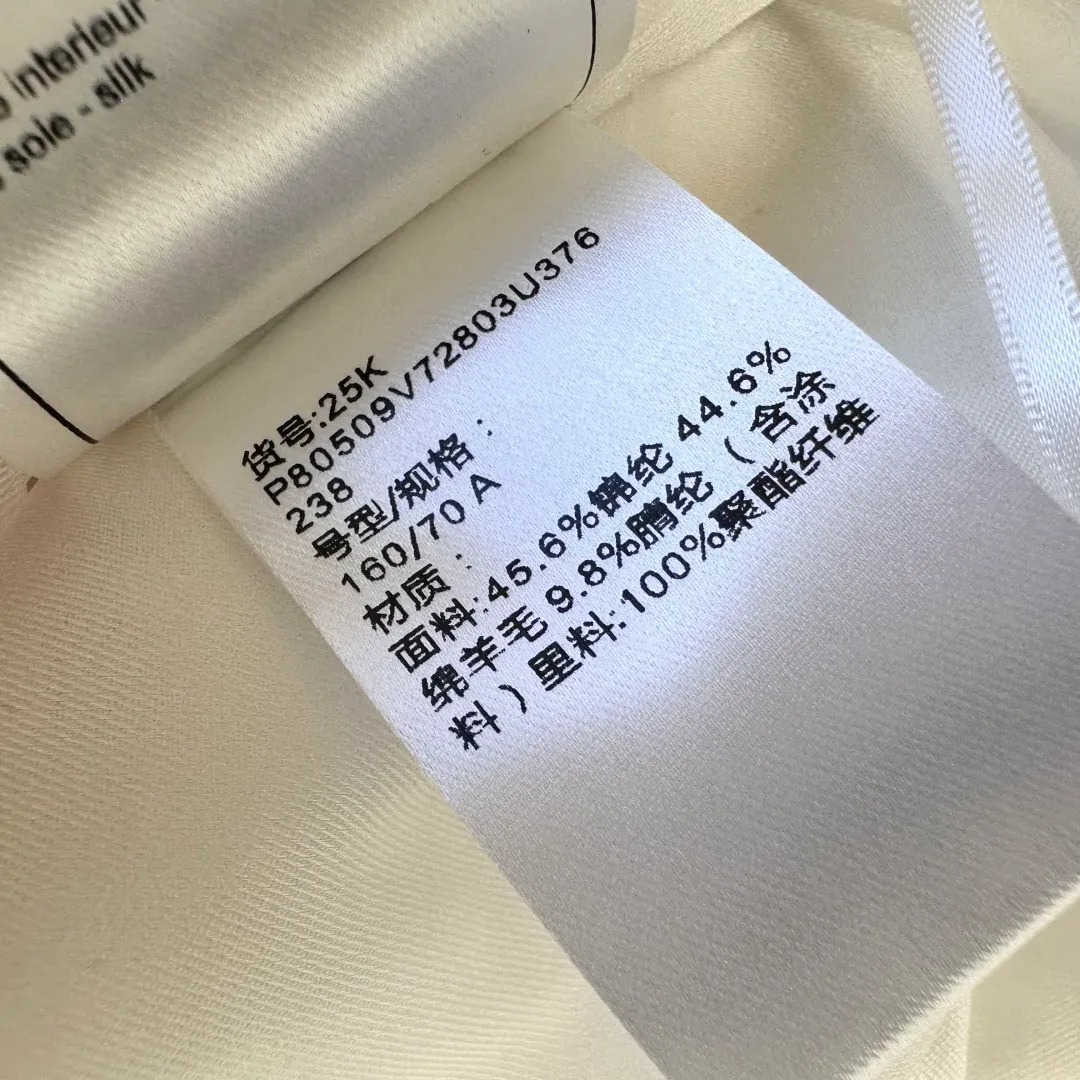 interieur
sole - silk
货号:25K
P80509V72803U376
238
号型/规格：
160/70 A
材质：
面料:45.6%锦纶 44.6%
绵羊毛 9.8%腈纶（含涂
料）里料:100%聚酯纤维